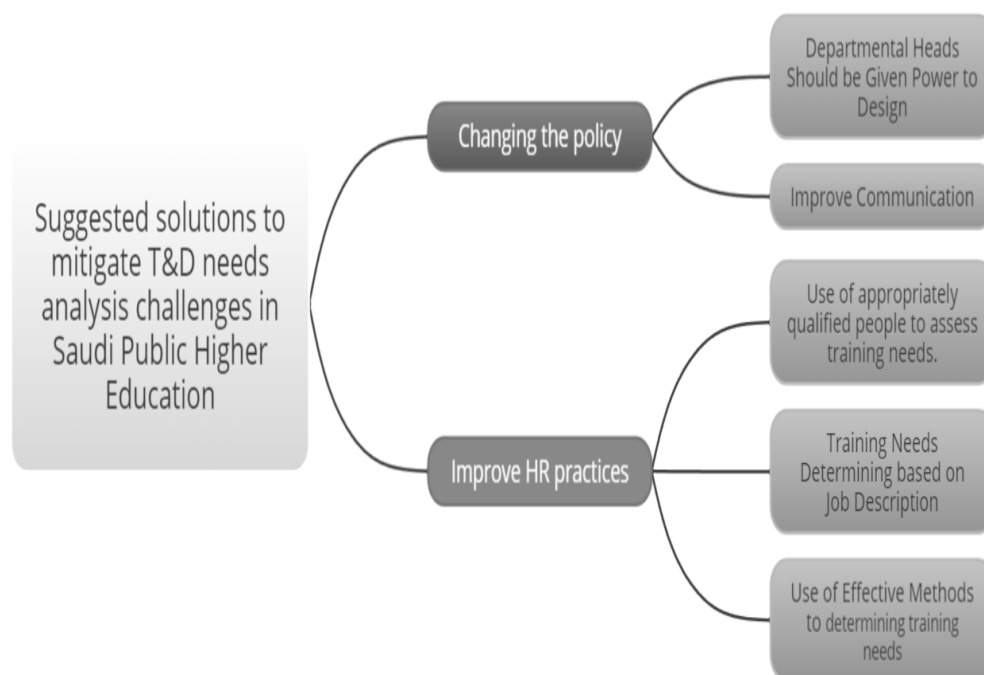 Suggested solutions to
mitigate T&D needs
analysis challenges in
Saudi Public Higher
Education
Changing the policy
Departmental Heads
Should be Given Power to
Design
Improve Communication
Improve HR practices
Use of appropriately
qualified people to assess
training needs.
Training Needs
Determining based on
Job Description
Use of Effective Methods
to determining training
needs